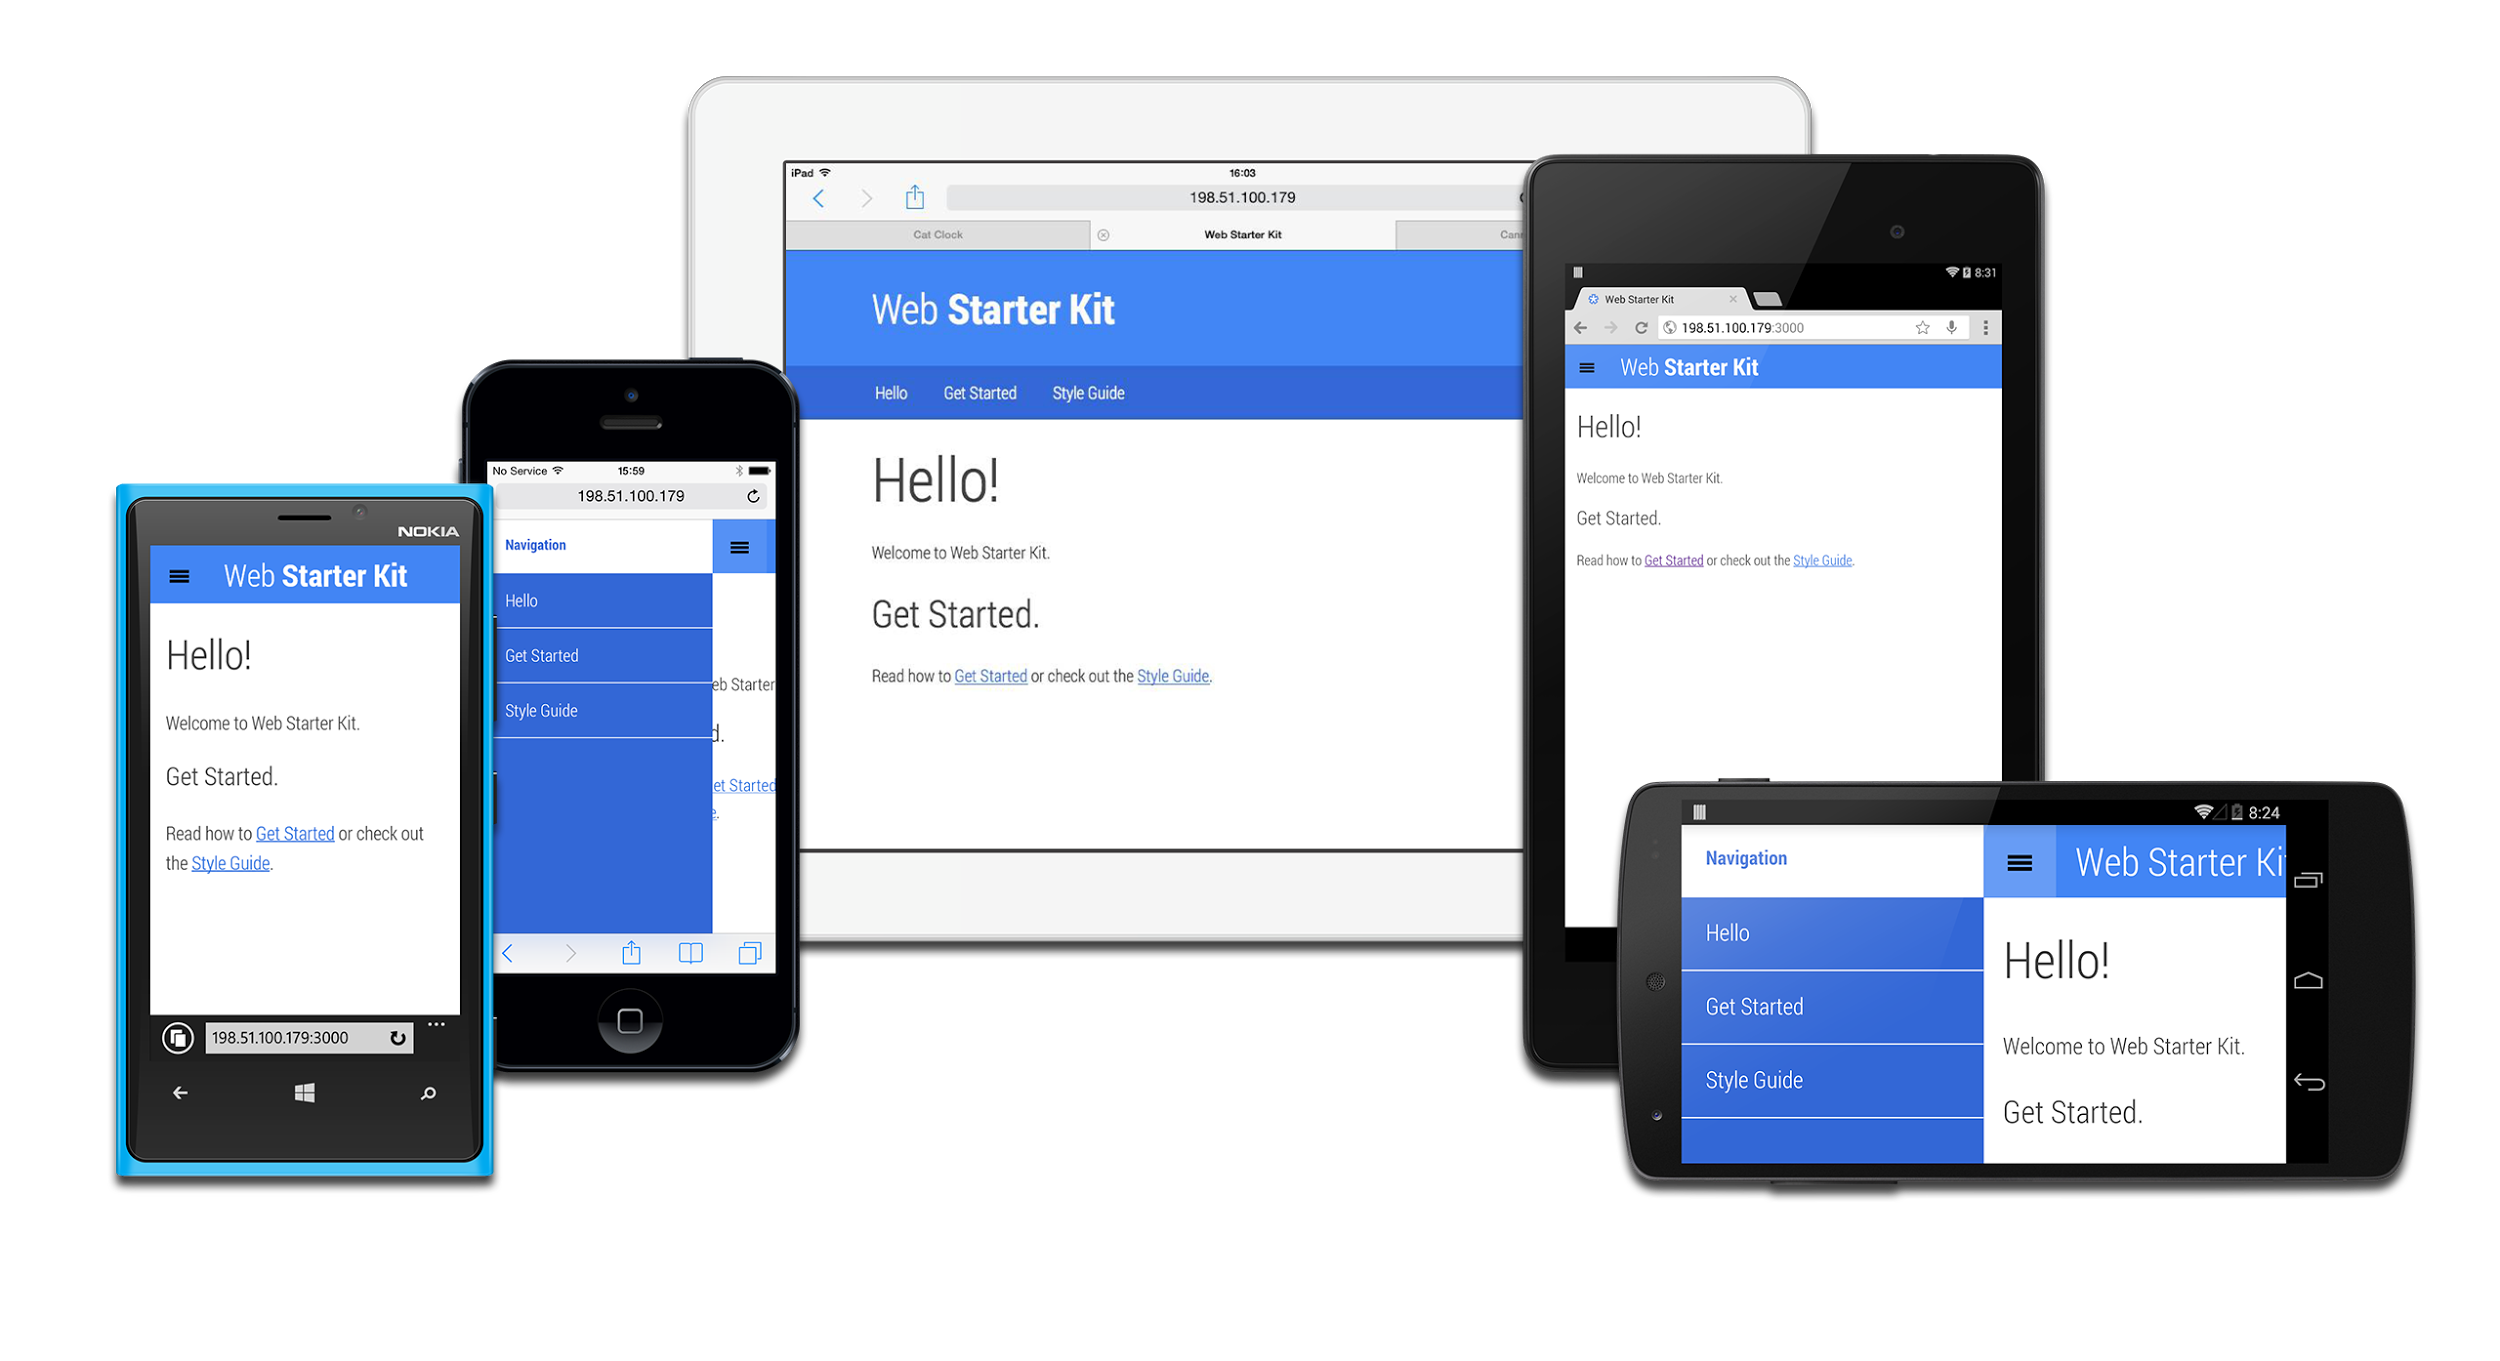 NOKIA
Web Starter Kit
Hello!
Welcome to Web Starter Kit.
Get Started.
Read how to Get Started or check out
the Style Guide.
198.51.100.179:3000
No Service 15:59
198.51.100.179
Navigation
Hello
Get Started
Style Guide
eb Starter
d.
et Started
e.
iPad 16:03
198.51.100.179
Cat Clock Web Starter Kit
Web Starter Kit
Hello Get Started Style Guide
Hello!
Welcome to Web Starter Kit.
Get Started.
Read how to Get Started or check out the Style Guide.
8:31
Web Starter Kit
198.51.100.179:3000
Web Starter Kit
Hello!
Welcome to Web Starter Kit.
Get Started.
Read how to Get Started or check out the Style Guide.
8:24
Navigation
Web Starter Ki
Hello
Get Started
Style Guide
Hello!
Welcome to Web Starter Kit.
Get Started.